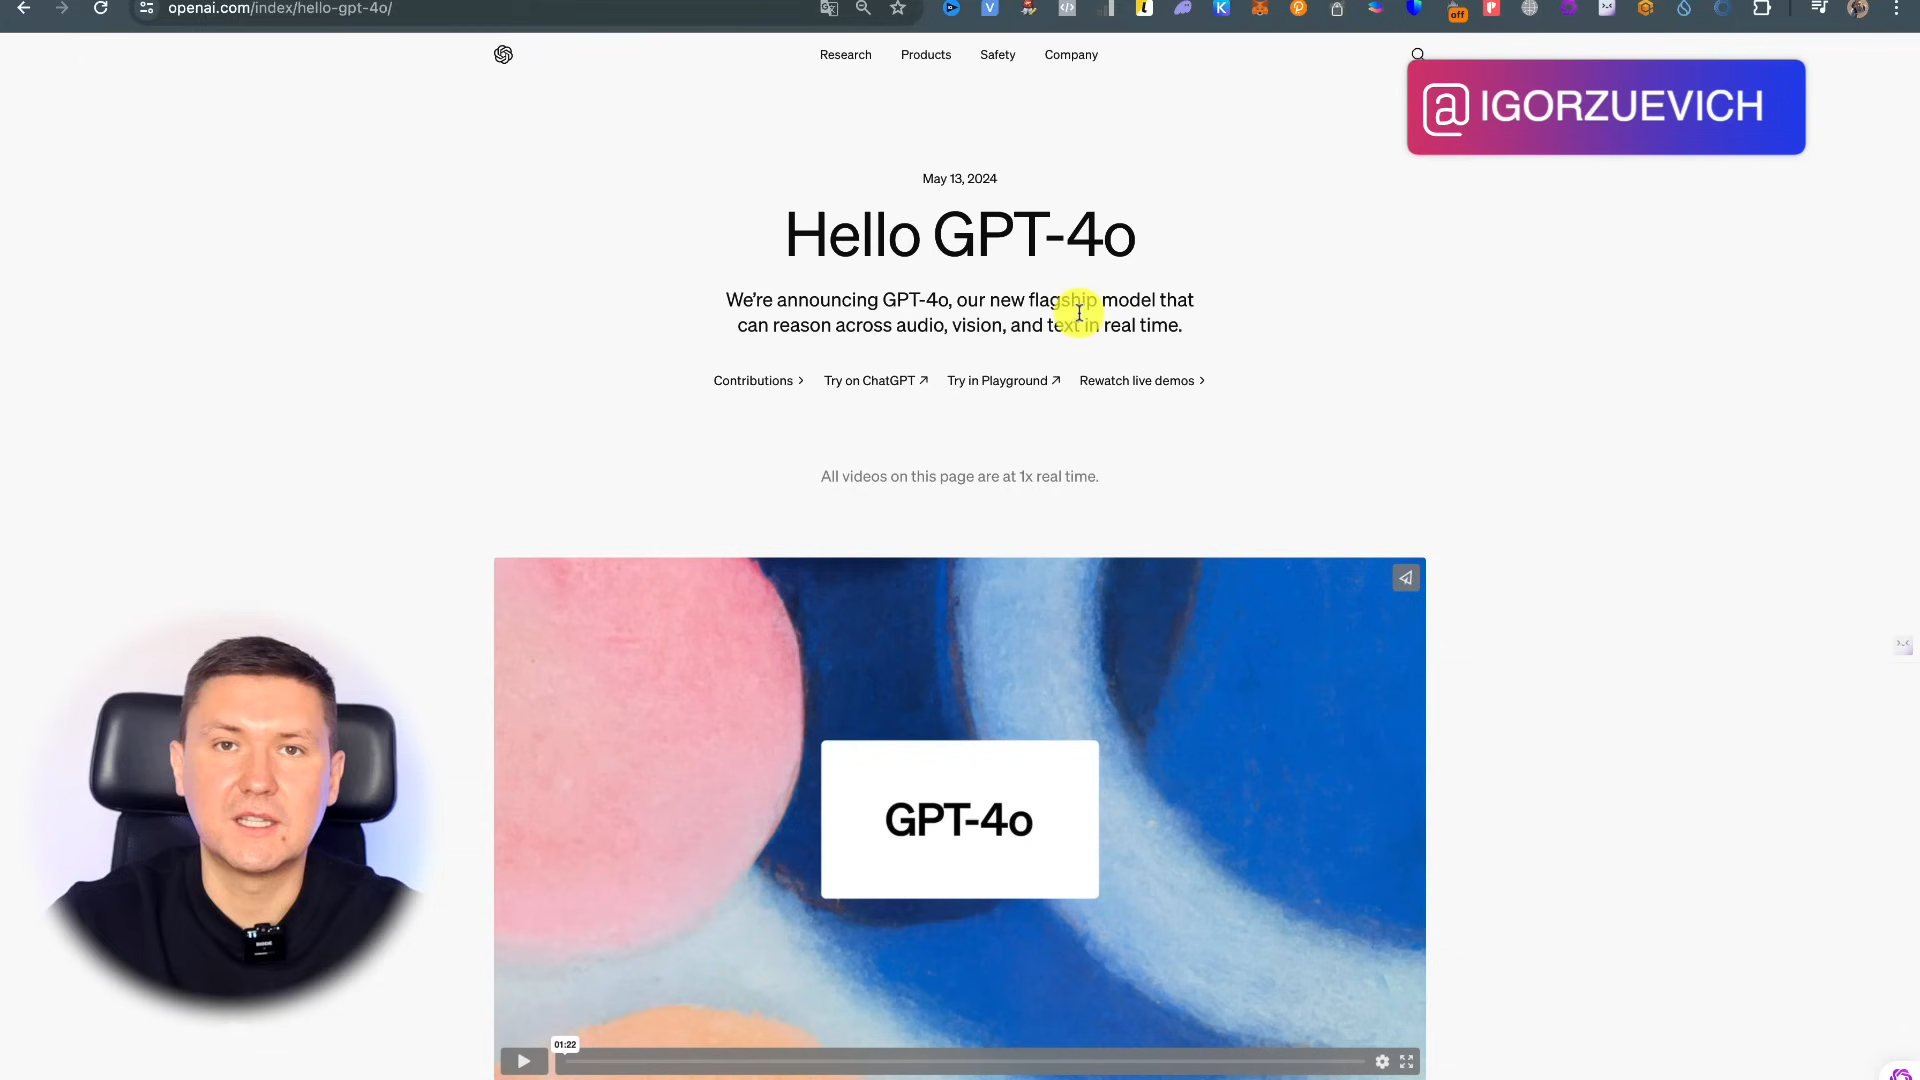 openai.com/index/hello-gpt-4o/
off
Research Products Safety Company
@IGORZUEVICH
May 13, 2024
Hello GPT-4o
We're announcing GPT-4o, our new flagship model that
can reason across audio, vision, and text in real time.
Contributions > Try on ChatGPT ↗ Try in Playground ↗ Rewatch live demos >
All videos on this page are at 1x real time.
GPT-4o
01:22